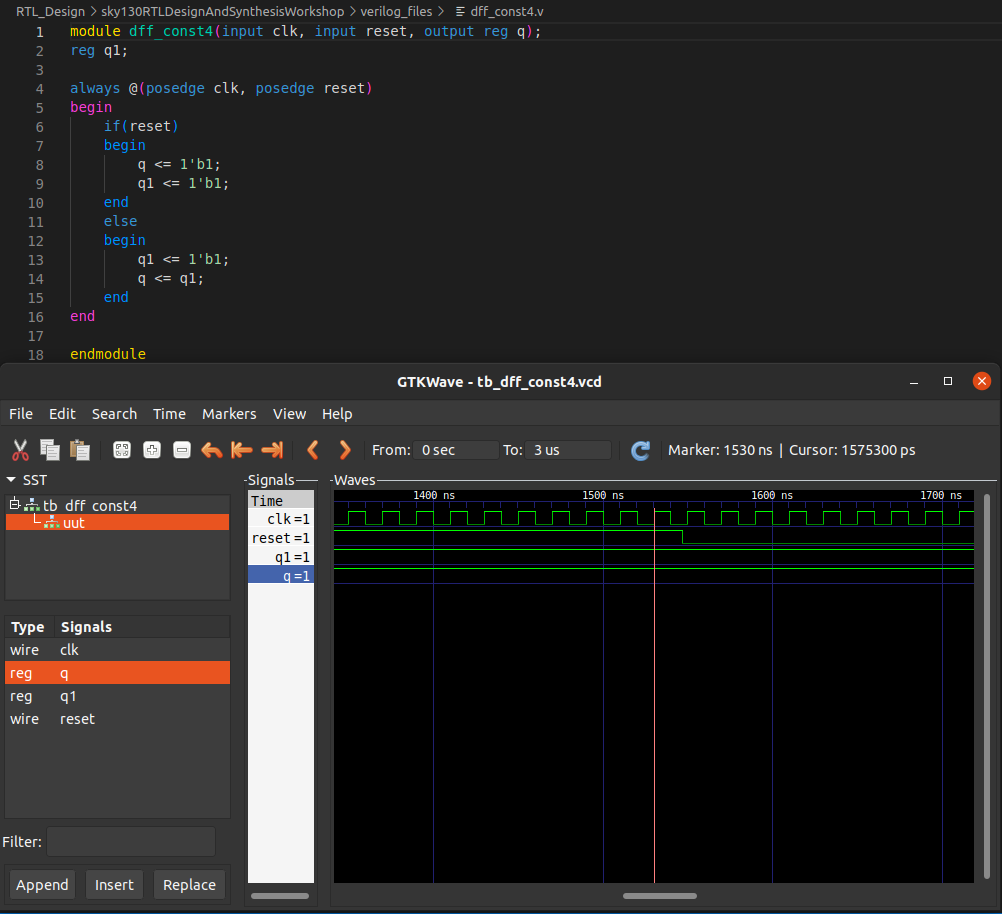 RTL_Design > sky130RTLDesignAndSynthesisWorkshop > verilog_files > dff_const4.v
1 module dff_const4(input clk, input reset, output reg q);
2 reg q1;
3
4 always @(posedge clk, posedge reset)
5 begin
6 if(reset)
7 begin
8 q <= 1'b1;
9 q1 <= 1'b1;
10 end
11 else
12 begin
13 q1 <= 1'b1;
14 q <= q1;
15 end
16 end
17
18 endmodule
GTKWave - tb_dff_const4.vcd
File Edit Search Time Markers View Help
From: 0 sec To: 3 us Marker: 1530 ns | Cursor: 1575300 ps
SST
tb_dff_const4
uut
Type Signals
wire clk
reg q
reg q1
wire reset
Filter:
Append Insert Replace
Signals
Time
clk=1
reset=1
q1=1
q=1
Waves
1400 ns 1500 ns 1600 ns 1700 ns